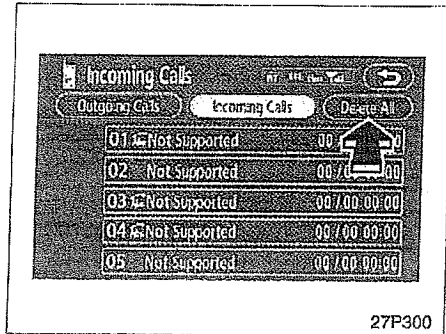 Incoming Calls
Outgoing Calls Incoming Calls Delete All
01 Not Supported 00 / 0
02 Not Supported 00 / 00
03 Not Supported 00 / 00 00:00
04 Not Supported 00 / 00 00:00
05 Not Supported 00 / 00 00:00
27P300